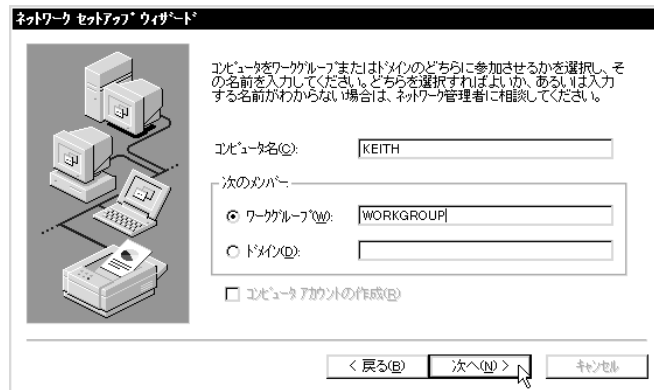 ネットワーク セットアップ ウィザード
コンピュータをワークグループまたはドメインのどちらに参加させるかを選択し、そ
の名前を入力してください。どちらを選択すればよいか、あるいは入力
する名前がわからない場合は、ネットワーク管理者に相談してください。
コンピュータ名(C): KEITH
次のメンバー
ワークグループ(W): WORKGROUP
ドメイン(D):
コンピュータ アカウントの作成(R)
< 戻る(B) 次へ(N) > キャンセル